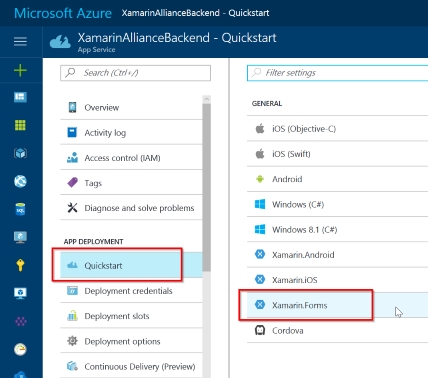 Microsoft Azure XamarinAllianceBackend - Quickstart
XamarinAllianceBackend - Quickstart
App Service
Search (Ctrl+/)
Overview
Activity log
Access control (IAM)
Tags
Diagnose and solve problems
APP DEPLOYMENT
Quickstart
Deployment credentials
Deployment slots
Deployment options
Continuous Delivery (Preview)
Filter settings
GENERAL
iOS (Objective-C)
iOS (Swift)
Android
Windows (C#)
Windows 8.1 (C#)
Xamarin.Android
Xamarin.iOS
Xamarin.Forms
Cordova